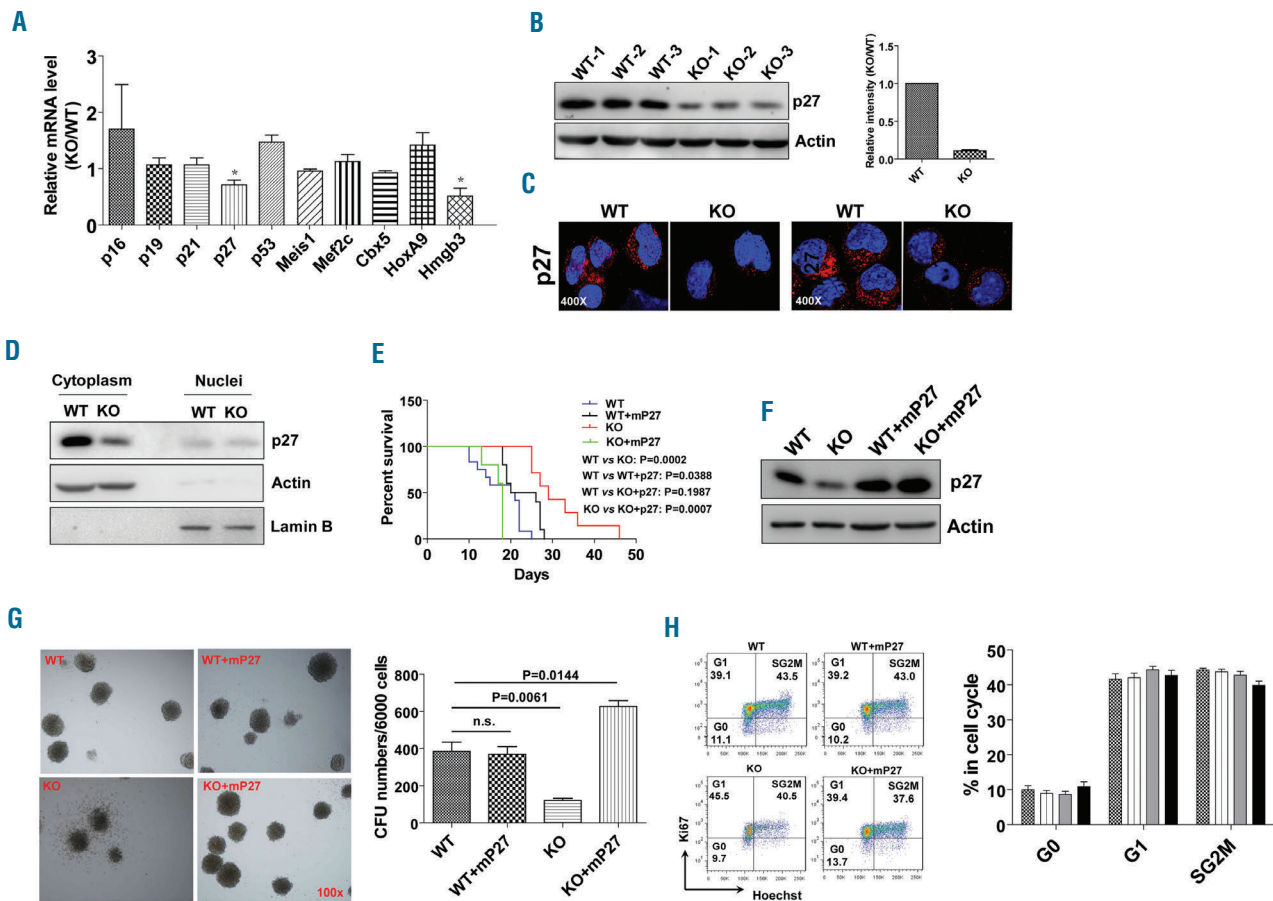 A
Relative mRNA level
(KO/WT)
3
2
1
0
p16
p19
p21
p27
p53
Meis1
Mef2c
Cbx5
HoxA9
Hmgb3
*
*
B
WT-1
WT-2
WT-3
KO-1
KO-2
KO-3
p27
Actin
Relative intensity (KO/WT)
1.5
1.0
0.5
0.0
WT
KO
C
WT
KO
WT
KO
p27
27
400X
400X
D
Cytoplasm
Nuclei
WT
KO
WT
KO
p27
Actin
Lamin B
E
Percent survival
150
100
50
0
0
10
20
30
40
50
Days
WT
WT+mP27
KO
KO+mP27
WT vs KO: P=0.0002
WT vs WT+p27: P=0.0388
WT vs KO+p27: P=0.1987
KO vs KO+p27: P=0.0007
F
WT
KO
WT+mP27
KO+mP27
p27
Actin
G
WT
WT+mP27
KO
KO+mP27
100x
CFU numbers/6000 cells
800
600
400
200
0
P=0.0144
P=0.0061
n.s.
WT
WT+mP27
KO
KO+mP27
H
WT
G1
39.1
SG2M
43.5
G0
11.1
WT+mP27
G1
39.2
SG2M
43.0
G0
10.2
KO
G1
45.5
SG2M
40.5
G0
9.7
KO+mP27
G1
39.4
SG2M
37.6
G0
13.7
Ki67
Hoechst
% in cell cycle
50
40
30
20
10
0
G0
G1
SG2M